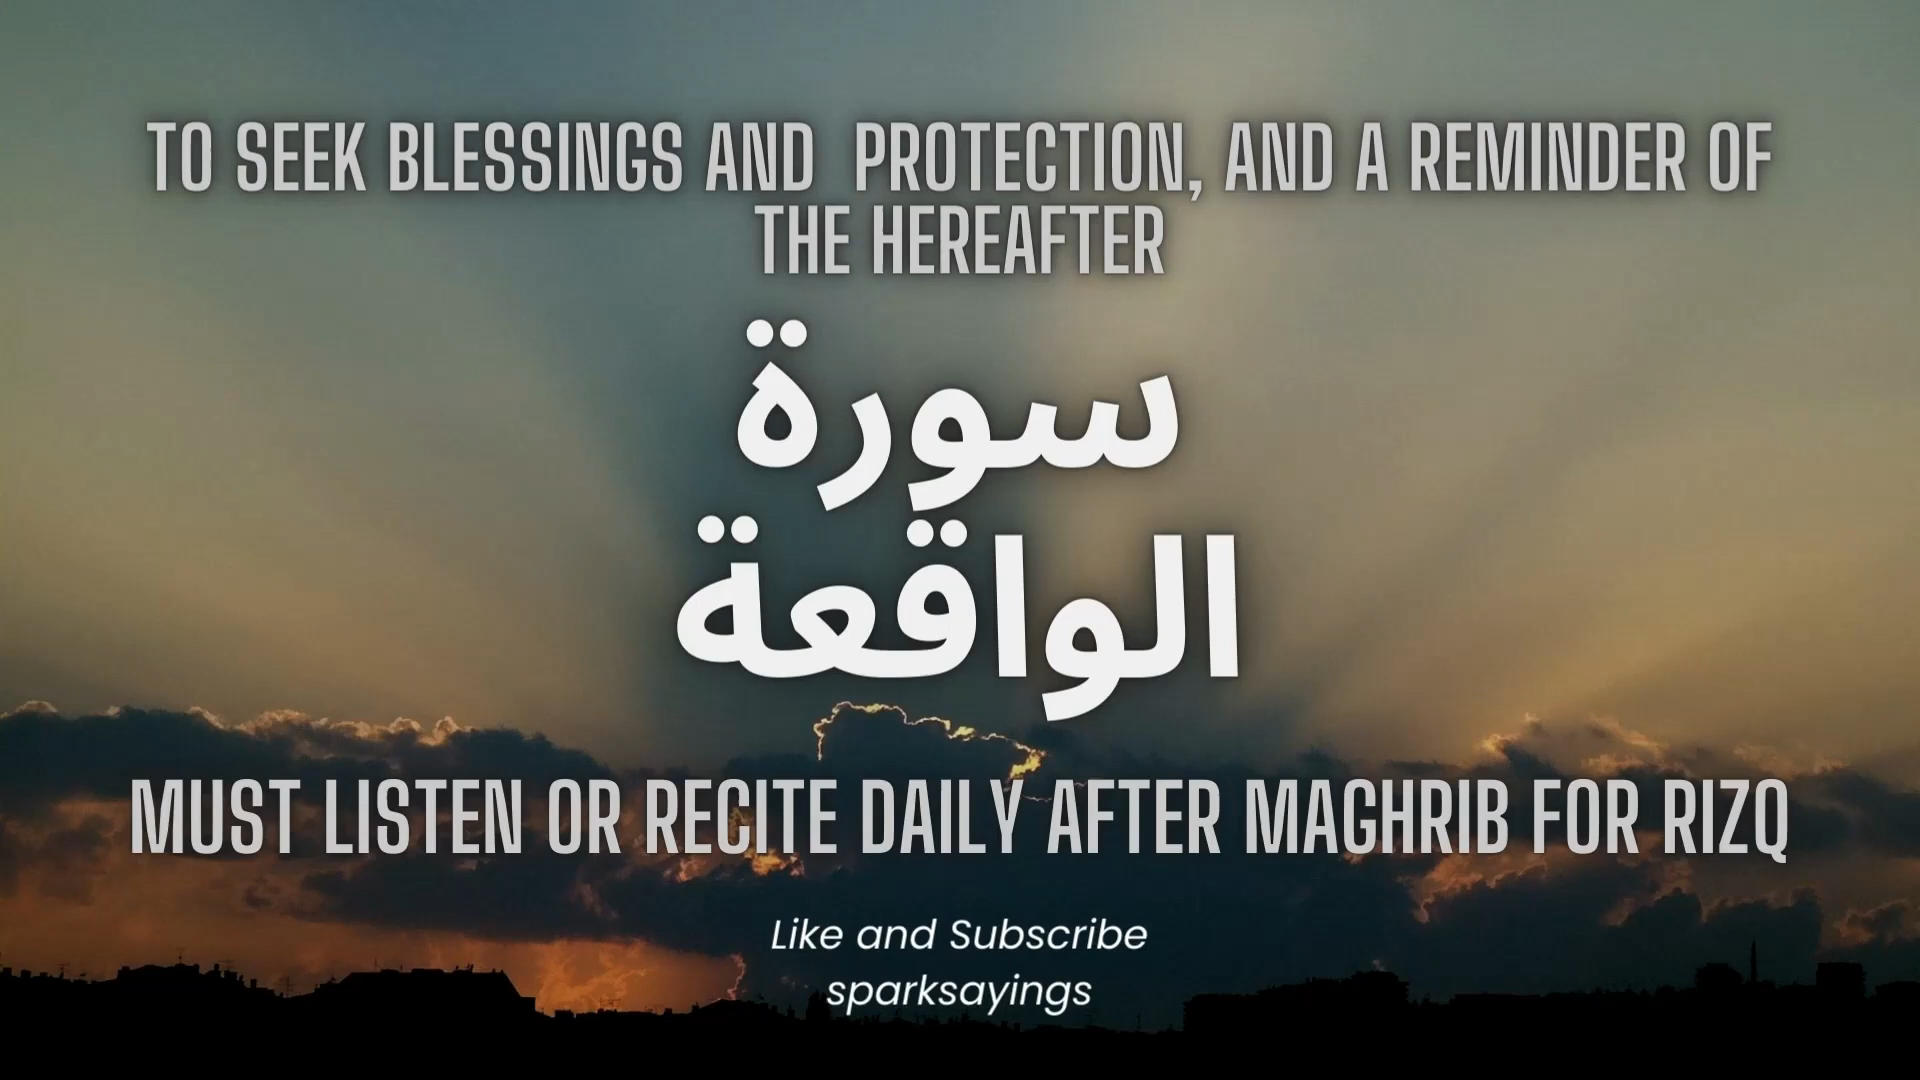 TO SEEK BLESSINGS AND PROTECTION, AND A REMINDER OF
THE HEREAFTER
سورة
الواقعة
MUST LISTEN OR RECITE DAILY AFTER MAGHRIB FOR RIZQ
Like and Subscribe
sparksayings